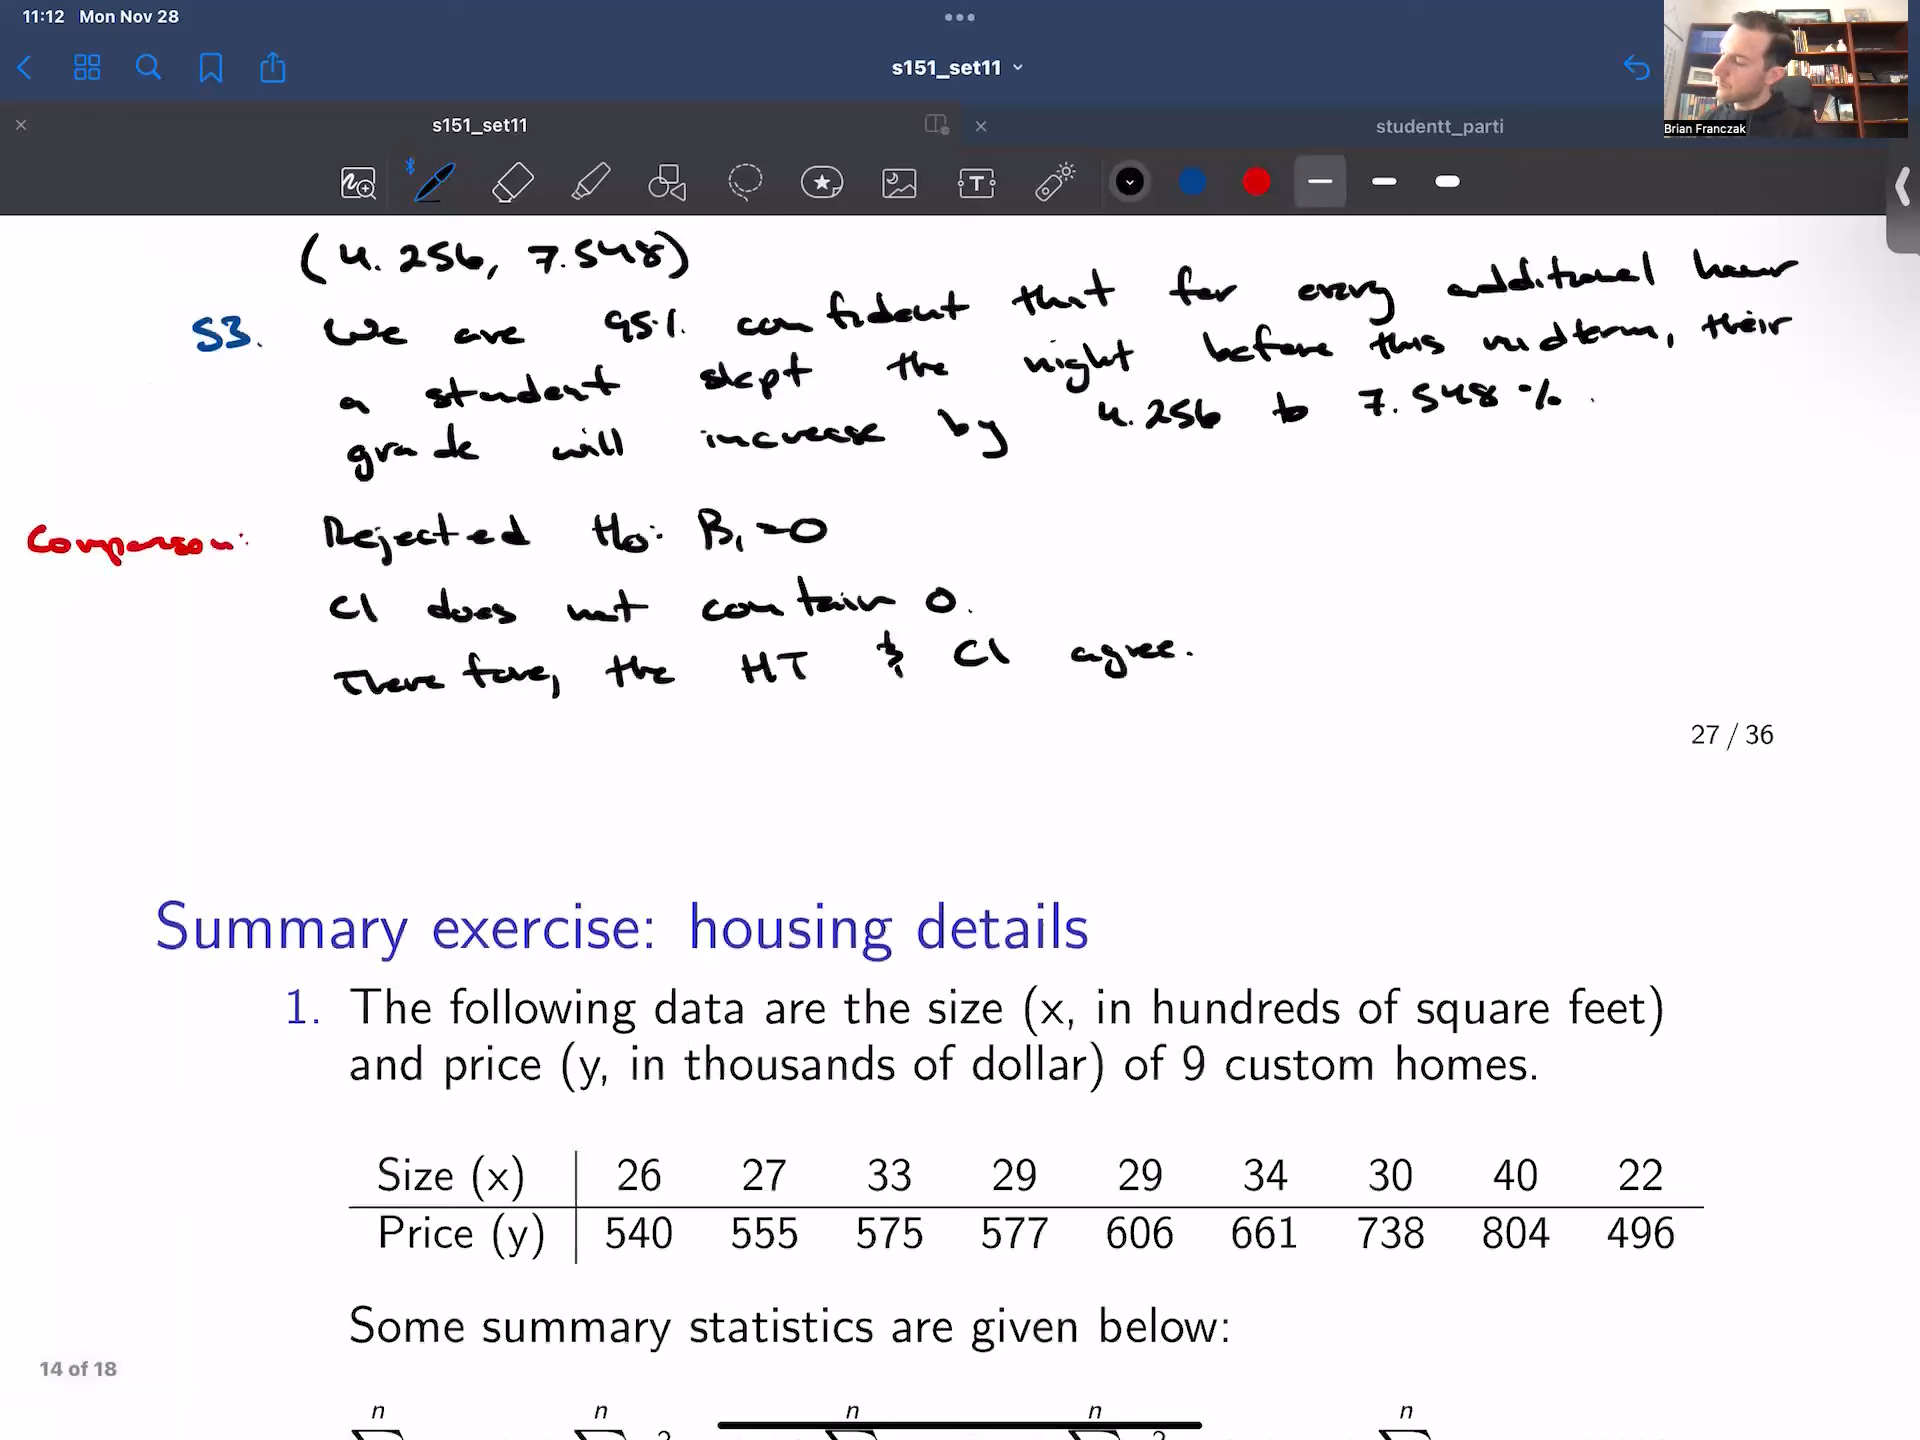 11:12 Mon Nov 28
s151_set11
Brian Franczak
s151_set11
studentt_parti
T
(4.256, 7.548)
S3. We are 95% confident that for every additional hour
a student slept the night before this midterm, their
grade will increase by 4.256 to 7.548%.
Comparison: Rejected H0: B1=0
CI does not contain 0.
Therefore, the HT & CI agree.
27 / 36
Summary exercise: housing details
1. The following data are the size (x, in hundreds of square feet)
and price (y, in thousands of dollar) of 9 custom homes.
Size (x) 26 27 33 29 29 34 30 40 22
Price (y) 540 555 575 577 606 661 738 804 496
Some summary statistics are given below:
14 of 18
n n n n n